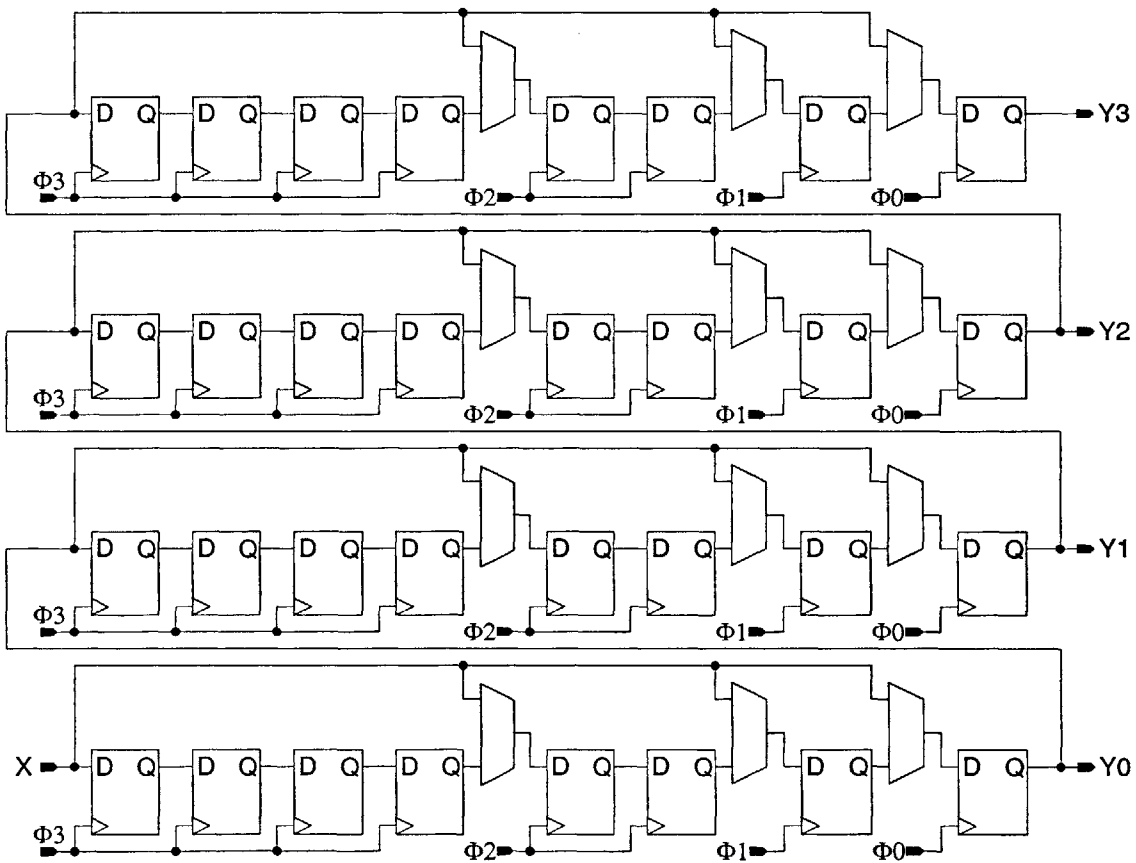 D Q D Q D Q D Q D Q D Q D Q D Q Y3
Φ3 Φ2 Φ1 Φ0
D Q D Q D Q D Q D Q D Q D Q D Q Y2
Φ3 Φ2 Φ1 Φ0
D Q D Q D Q D Q D Q D Q D Q D Q Y1
Φ3 Φ2 Φ1 Φ0
X D Q D Q D Q D Q D Q D Q D Q D Q Y0
Φ3 Φ2 Φ1 Φ0